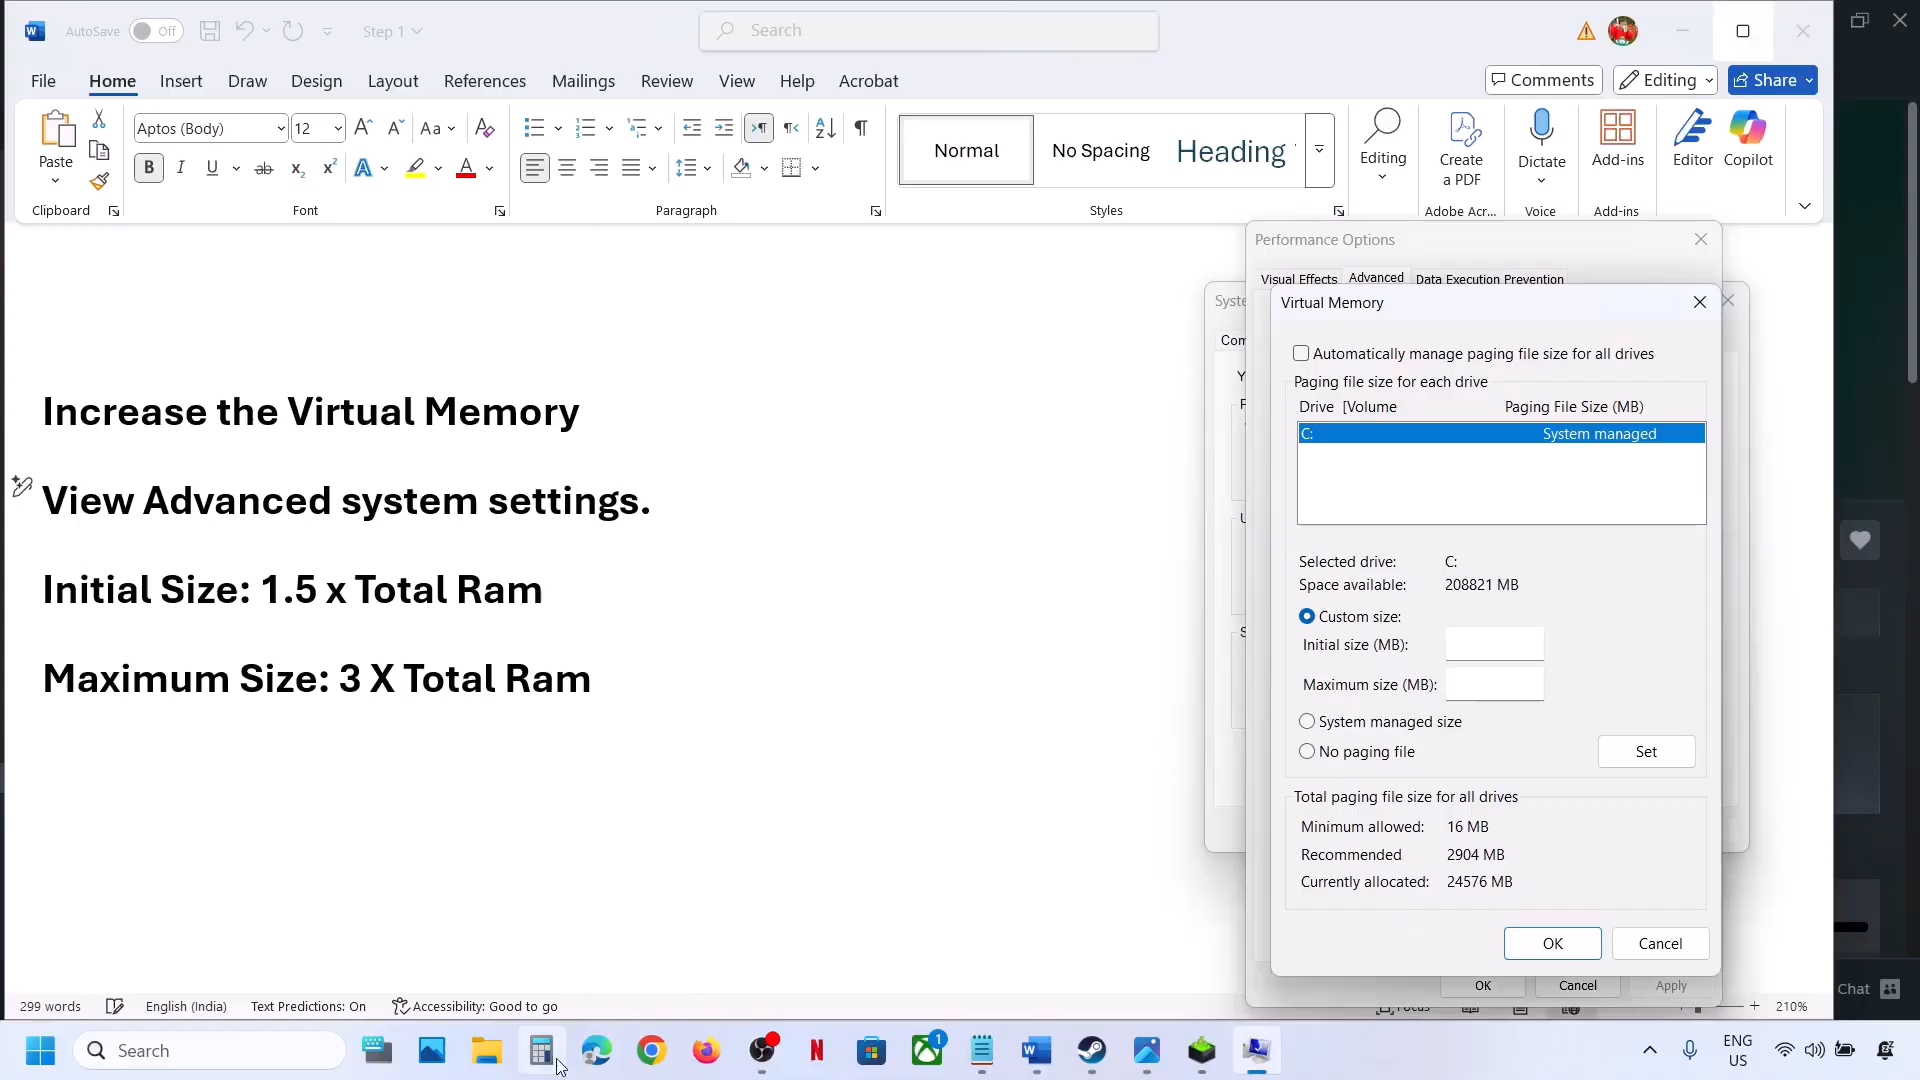 AutoSave Off Step 1 Search
File Home Insert Draw Design Layout References Mailings Review View Help Acrobat Comments Editing Share
Paste
Clipboard
Aptos (Body) 12
Font
Paragraph
Normal No Spacing Heading
Styles
Editing
Create
a PDF
Adobe Acr...
Dictate
Voice
Add-ins
Add-ins
Editor
Copilot
Increase the Virtual Memory
View Advanced system settings.
Initial Size: 1.5 x Total Ram
Maximum Size: 3 X Total Ram
Performance Options
Visual Effects Advanced Data Execution Prevention
Syste
Com
Virtual Memory
Automatically manage paging file size for all drives
Paging file size for each drive
Drive [Volume Paging File Size (MB)
C: System managed
Selected drive: C:
Space available: 208821 MB
Custom size:
Initial size (MB):
Maximum size (MB):
System managed size
No paging file
Set
Total paging file size for all drives
Minimum allowed: 16 MB
Recommended 2904 MB
Currently allocated: 24576 MB
OK Cancel
OK Cancel Apply
Chat
299 words English (India) Text Predictions: On Accessibility: Good to go Focus 210%
Search
1
ENG
US